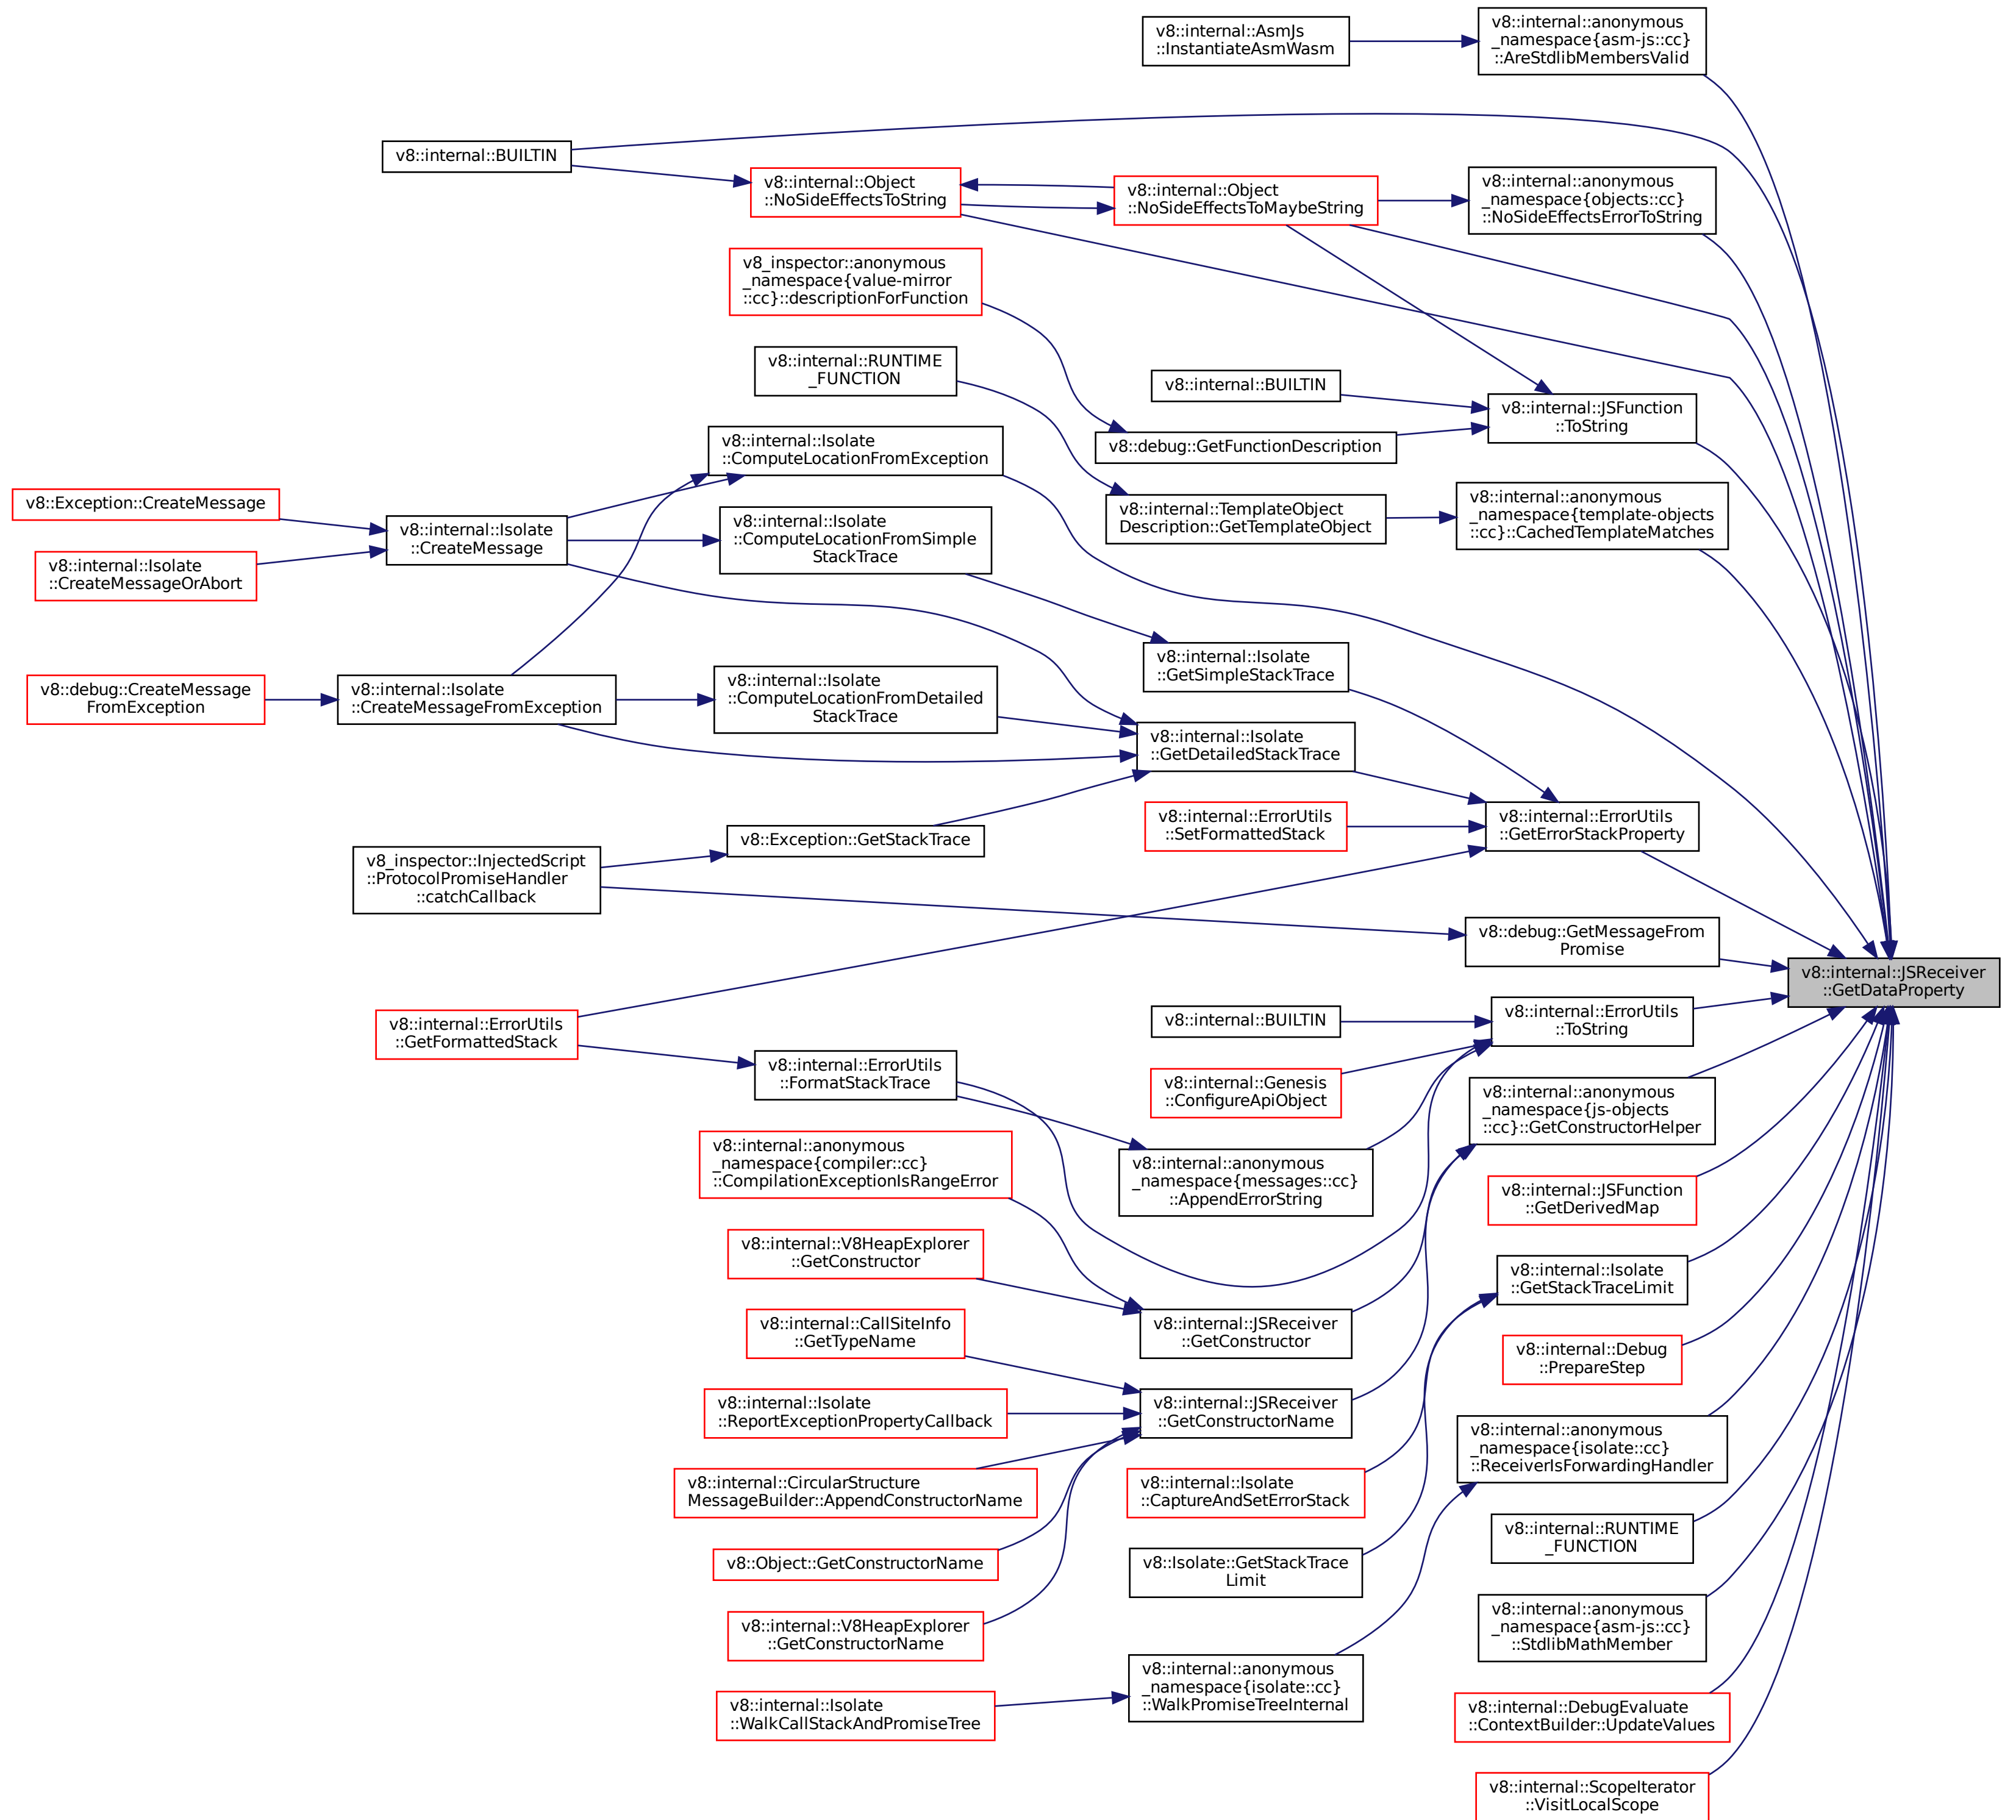 v8::internal::AsmJs
::InstantiateAsmWasm
v8::internal::anonymous
_namespace{asm-js::cc}
::AreStdlibMembersValid
v8::internal::BUILTIN
v8::internal::Object
::NoSideEffectsToString
v8::internal::Object
::NoSideEffectsToMaybeString
v8::internal::anonymous
_namespace{objects::cc}
::NoSideEffectsErrorToString
v8_inspector::anonymous
_namespace{value-mirror
::cc}::descriptionForFunction
v8::internal::RUNTIME
_FUNCTION
v8::internal::BUILTIN
v8::internal::JSFunction
::ToString
v8::debug::GetFunctionDescription
v8::internal::Isolate
::ComputeLocationFromException
v8::Exception::CreateMessage
v8::internal::Isolate
::CreateMessage
v8::internal::Isolate
::ComputeLocationFromSimple
StackTrace
v8::internal::TemplateObject
Description::GetTemplateObject
v8::internal::anonymous
_namespace{template-objects
::cc}::CachedTemplateMatches
v8::internal::Isolate
::CreateMessageOrAbort
v8::internal::Isolate
::GetSimpleStackTrace
v8::debug::CreateMessage
FromException
v8::internal::Isolate
::CreateMessageFromException
v8::internal::Isolate
::ComputeLocationFromDetailed
StackTrace
v8::internal::Isolate
::GetDetailedStackTrace
v8::internal::ErrorUtils
::SetFormattedStack
v8::internal::ErrorUtils
::GetErrorStackProperty
v8::Exception::GetStackTrace
v8_inspector::InjectedScript
::ProtocolPromiseHandler
::catchCallback
v8::debug::GetMessageFrom
Promise
v8::internal::JSReceiver
::GetDataProperty
v8::internal::BUILTIN
v8::internal::ErrorUtils
::ToString
v8::internal::ErrorUtils
::GetFormattedStack
v8::internal::ErrorUtils
::FormatStackTrace
v8::internal::Genesis
::ConfigureApiObject
v8::internal::anonymous
_namespace{js-objects
::cc}::GetConstructorHelper
v8::internal::anonymous
_namespace{compiler::cc}
::CompilationExceptionIsRangeError
v8::internal::anonymous
_namespace{messages::cc}
::AppendErrorString
v8::internal::JSFunction
::GetDerivedMap
v8::internal::V8HeapExplorer
::GetConstructor
v8::internal::Isolate
::GetStackTraceLimit
v8::internal::CallSiteInfo
::GetTypeName
v8::internal::JSReceiver
::GetConstructor
v8::internal::Debug
::PrepareStep
v8::internal::Isolate
::ReportExceptionPropertyCallback
v8::internal::JSReceiver
::GetConstructorName
v8::internal::anonymous
_namespace{isolate::cc}
::ReceiverIsForwardingHandler
v8::internal::CircularStructure
MessageBuilder::AppendConstructorName
v8::internal::Isolate
::CaptureAndSetErrorStack
v8::internal::RUNTIME
_FUNCTION
v8::Object::GetConstructorName
v8::Isolate::GetStackTrace
Limit
v8::internal::V8HeapExplorer
::GetConstructorName
v8::internal::anonymous
_namespace{asm-js::cc}
::StdlibMathMember
v8::internal::Isolate
::WalkCallStackAndPromiseTree
v8::internal::anonymous
_namespace{isolate::cc}
::WalkPromiseTreeInternal
v8::internal::DebugEvaluate
::ContextBuilder::UpdateValues
v8::internal::ScopeIterator
::VisitLocalScope